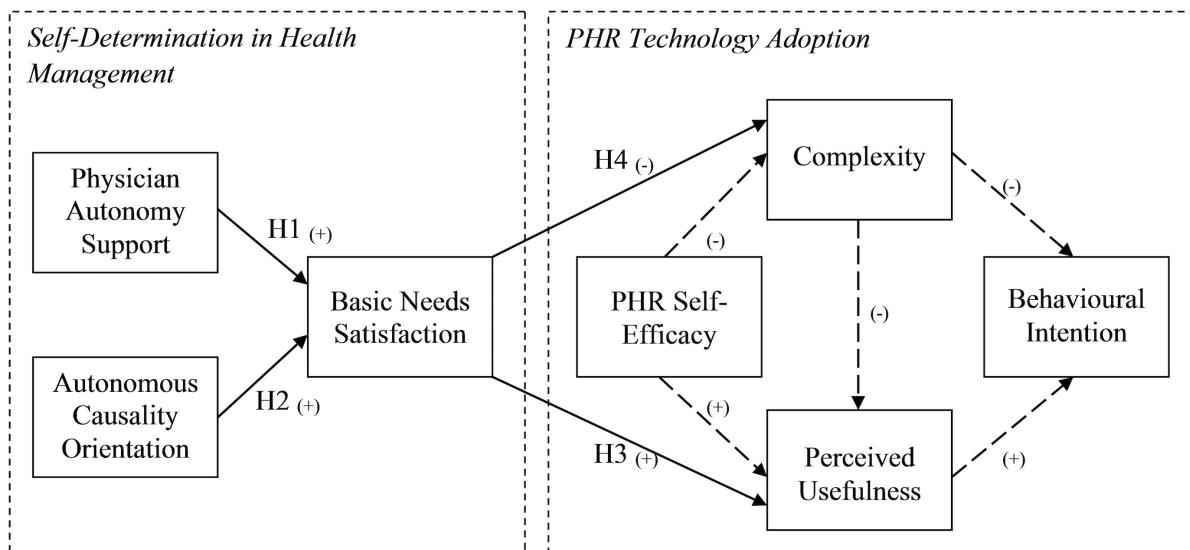 Self-Determination in Health
Management
PHR Technology Adoption
Physician
Autonomy
Support
H1 (+)
Autonomous
Causality
Orientation
H2 (+)
Basic Needs
Satisfaction
H4 (-)
H3 (+)
PHR Self-
Efficacy
(-)
(+)
Complexity
(-)
(-)
Perceived
Usefulness
(+)
Behavioural
Intention